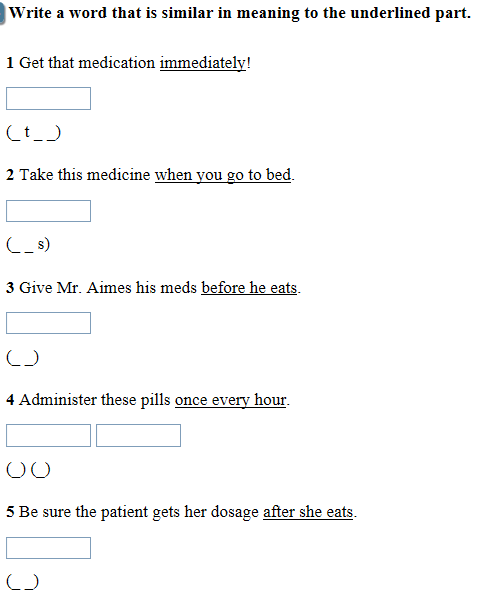 Write a word that is similar in meaning to the underlined part.
1 Get that medication immediately!
(_t_ _)
2 Take this medicine when you go to bed.
(_ _ s)
3 Give Mr. Aimes his meds before he eats.
(_ _)
4 Administer these pills once every hour.
(_) (_)
5 Be sure the patient gets her dosage after she eats.
(_ _)